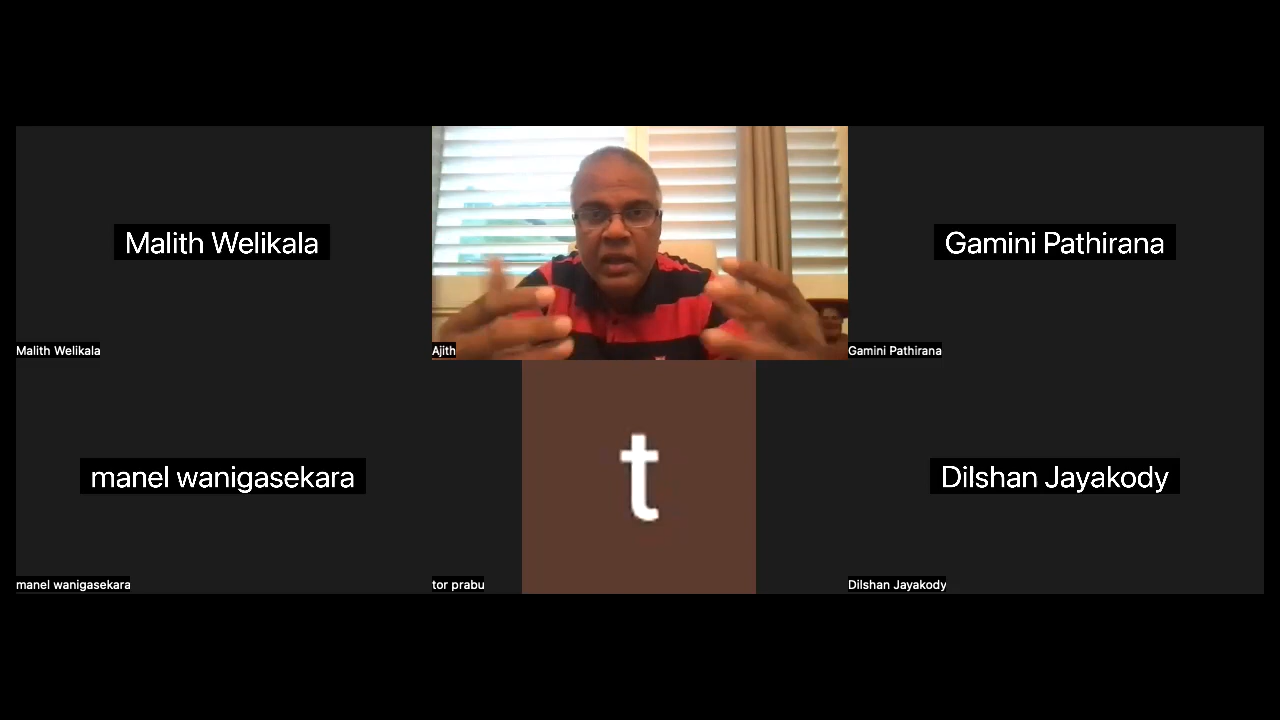 Malith Welikala
Malith Welikala
Ajith
Gamini Pathirana
Gamini Pathirana
manel wanigasekara
manel wanigasekara
t
tor prabu
Dilshan Jayakody
Dilshan Jayakody